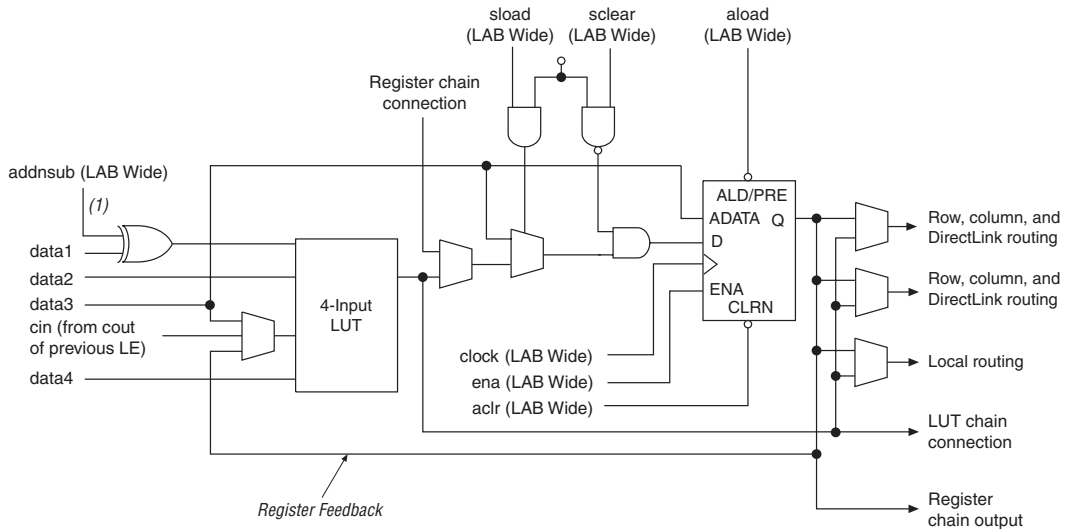 sload
(LAB Wide)
sclear
(LAB Wide)
aload
(LAB Wide)
Register chain
connection
addnsub (LAB Wide)
(1)
data1
data2
data3
cin (from cout
of previous LE)
data4
4-Input
LUT
ALD/PRE
ADATA Q
D
ENA
CLRN
clock (LAB Wide)
ena (LAB Wide)
aclr (LAB Wide)
Row, column, and
DirectLink routing
Row, column, and
DirectLink routing
Local routing
LUT chain
connection
Register
chain output
Register Feedback